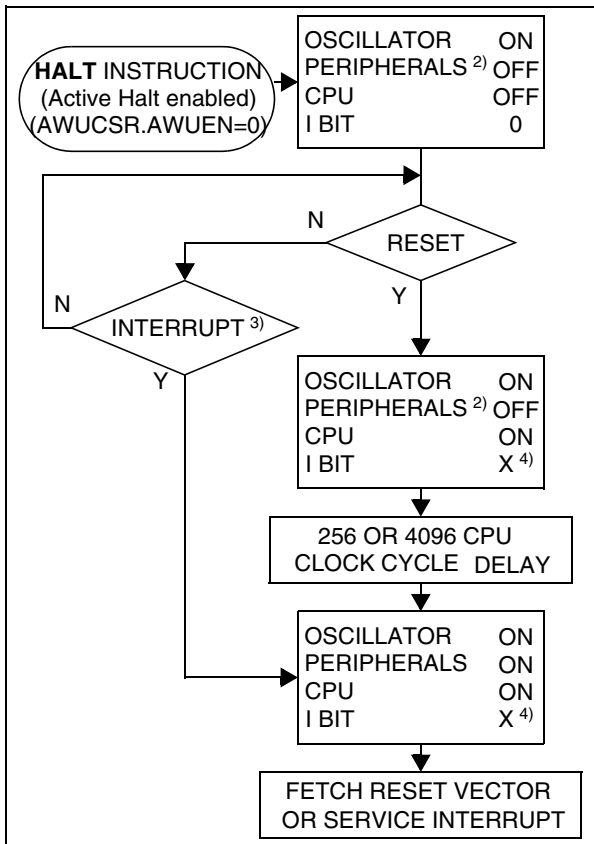 HALT INSTRUCTION
(Active Halt enabled)
(AWUCSR.AWUEN=0)
OSCILLATOR ON
PERIPHERALS 2) OFF
CPU OFF
I BIT 0
RESET
N
Y
INTERRUPT 3)
N
Y
OSCILLATOR ON
PERIPHERALS 2) OFF
CPU ON
I BIT X 4)
256 OR 4096 CPU
CLOCK CYCLE DELAY
OSCILLATOR ON
PERIPHERALS ON
CPU ON
I BIT X 4)
FETCH RESET VECTOR
OR SERVICE INTERRUPT